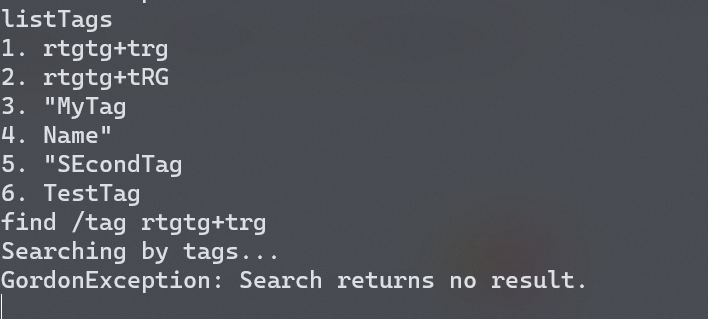 listTags
1. rtgtg+trg
2. rtgtg+tRG
3. "MyTag
4. Name"
5. "SEcondTag
6. TestTag
find /tag rtgtg+trg
Searching by tags...
GordonException: Search returns no result.